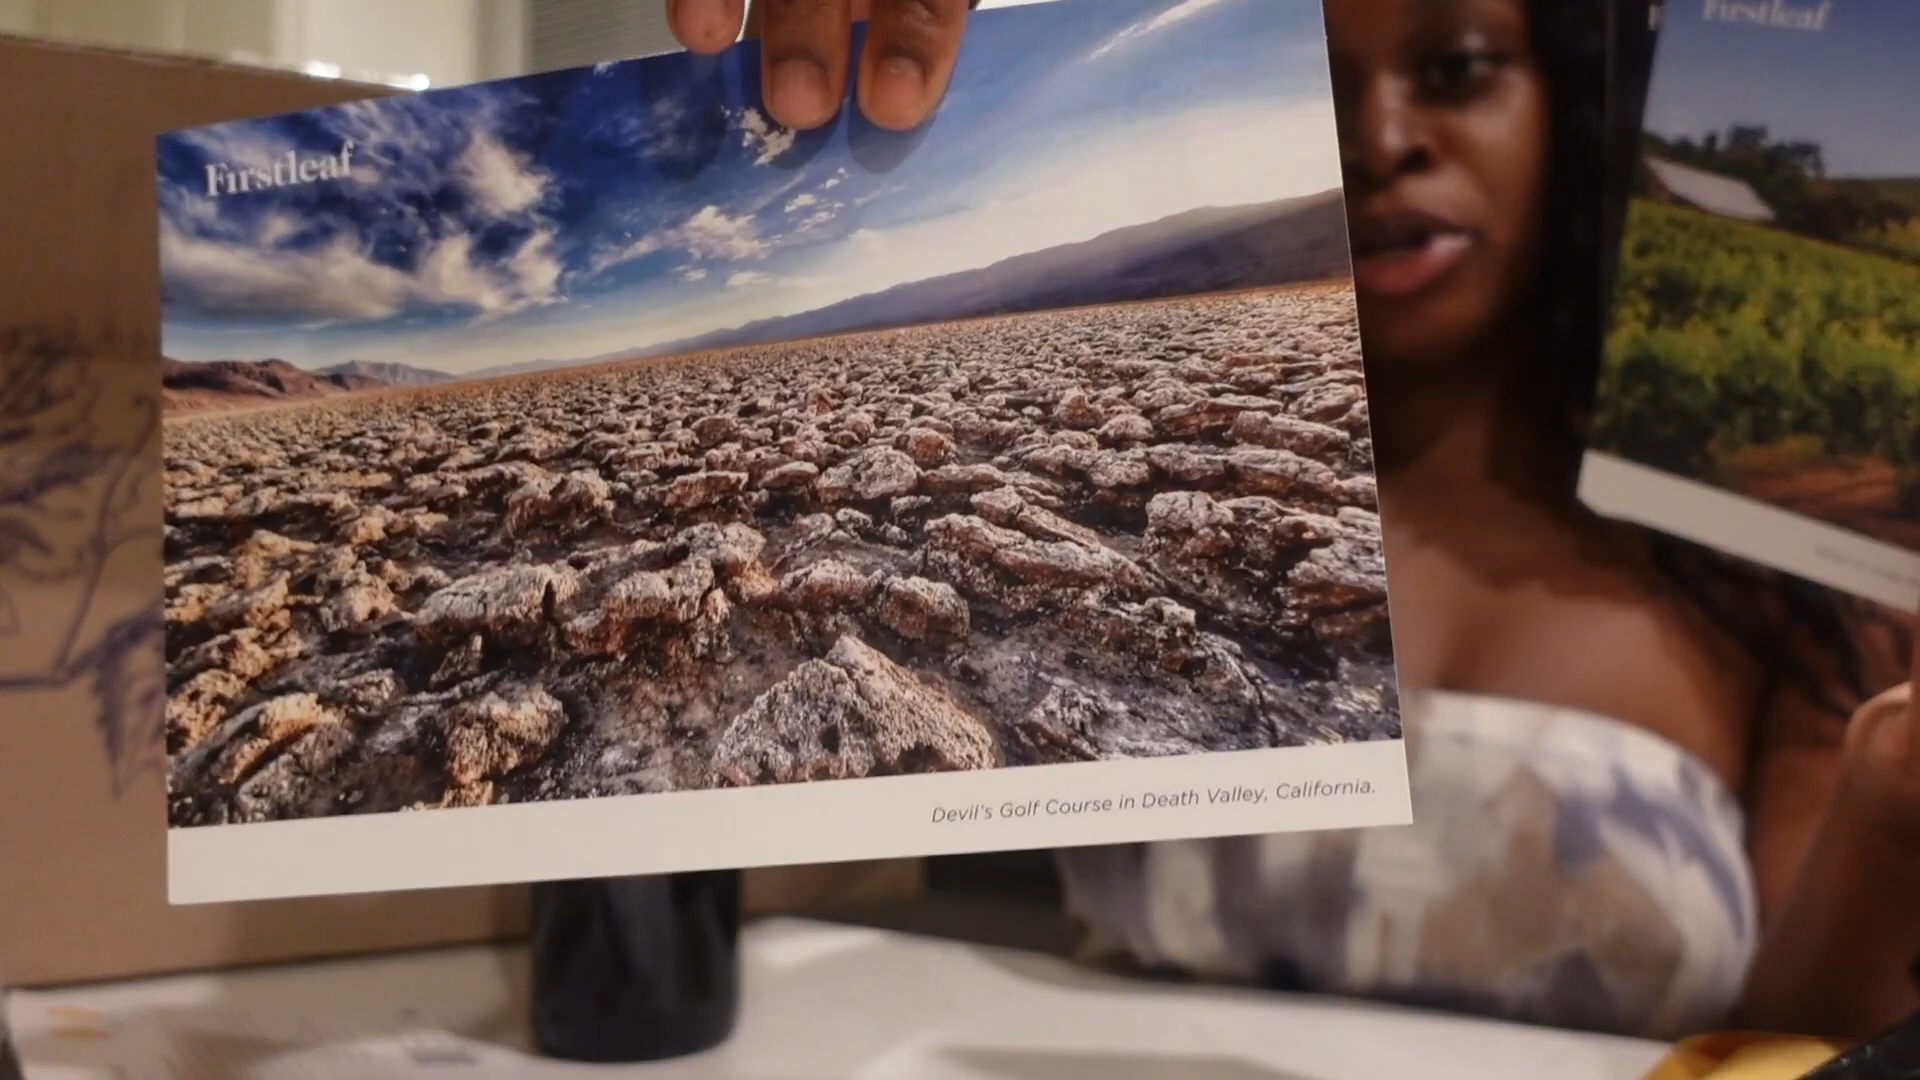 Firstleaf
Devil's Golf Course in Death Valley, California.
Firstleaf